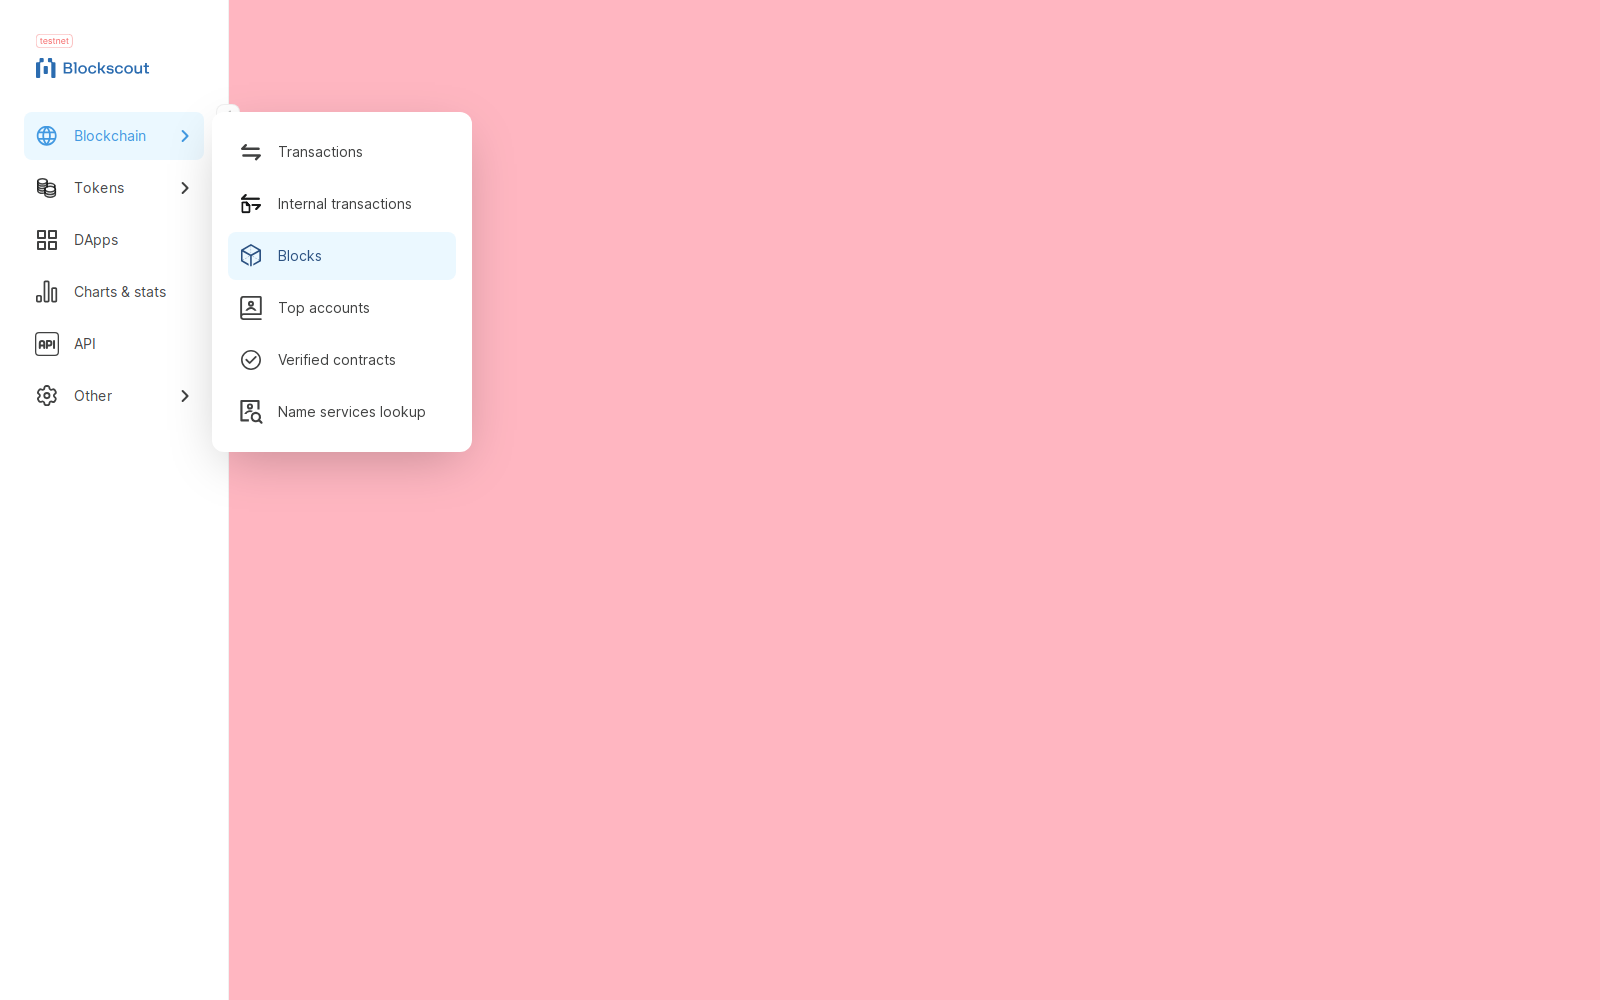 testnet
Blockscout
Blockchain
Tokens
DApps
Charts & stats
API
API
Other
Transactions
Internal transactions
Blocks
Top accounts
Verified contracts
Name services lookup